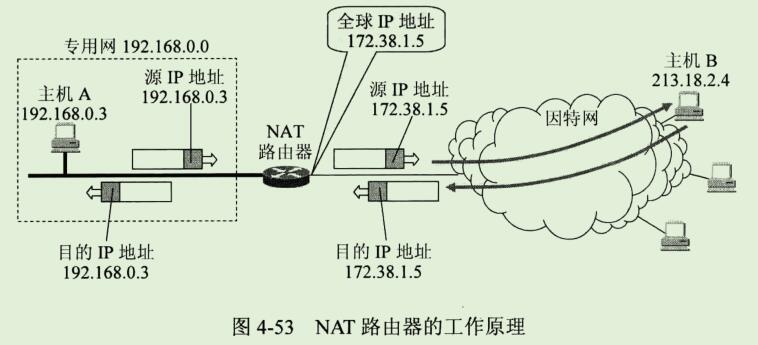 专用网 192.168.0.0
全球 IP 地址
172.38.1.5
主机 A
192.168.0.3
源 IP 地址
192.168.0.3
NAT
路由器
源 IP 地址
172.38.1.5
因特网
主机 B
213.18.2.4
目的 IP 地址
192.168.0.3
目的 IP 地址
172.38.1.5
图 4-53 NAT 路由器的工作原理